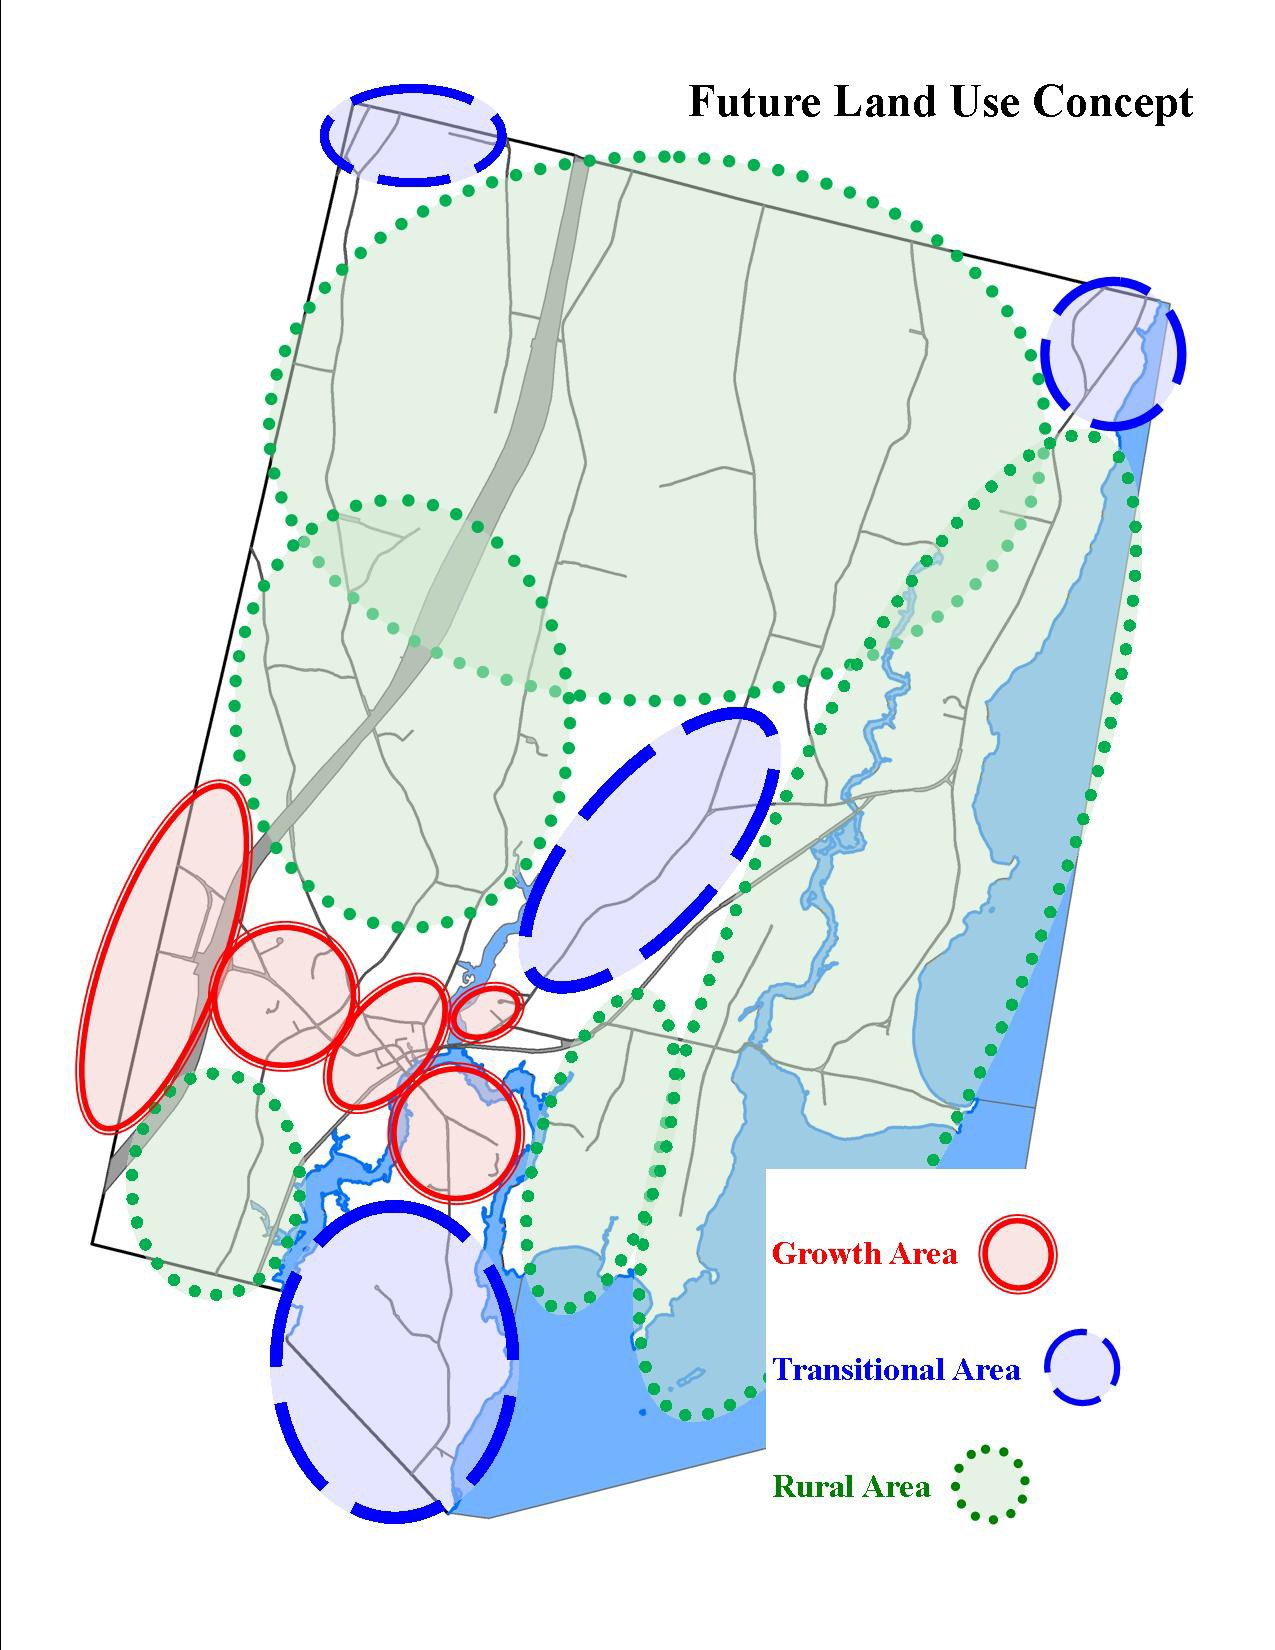 Future Land Use Concept
Growth Area
Transitional Area
Rural Area